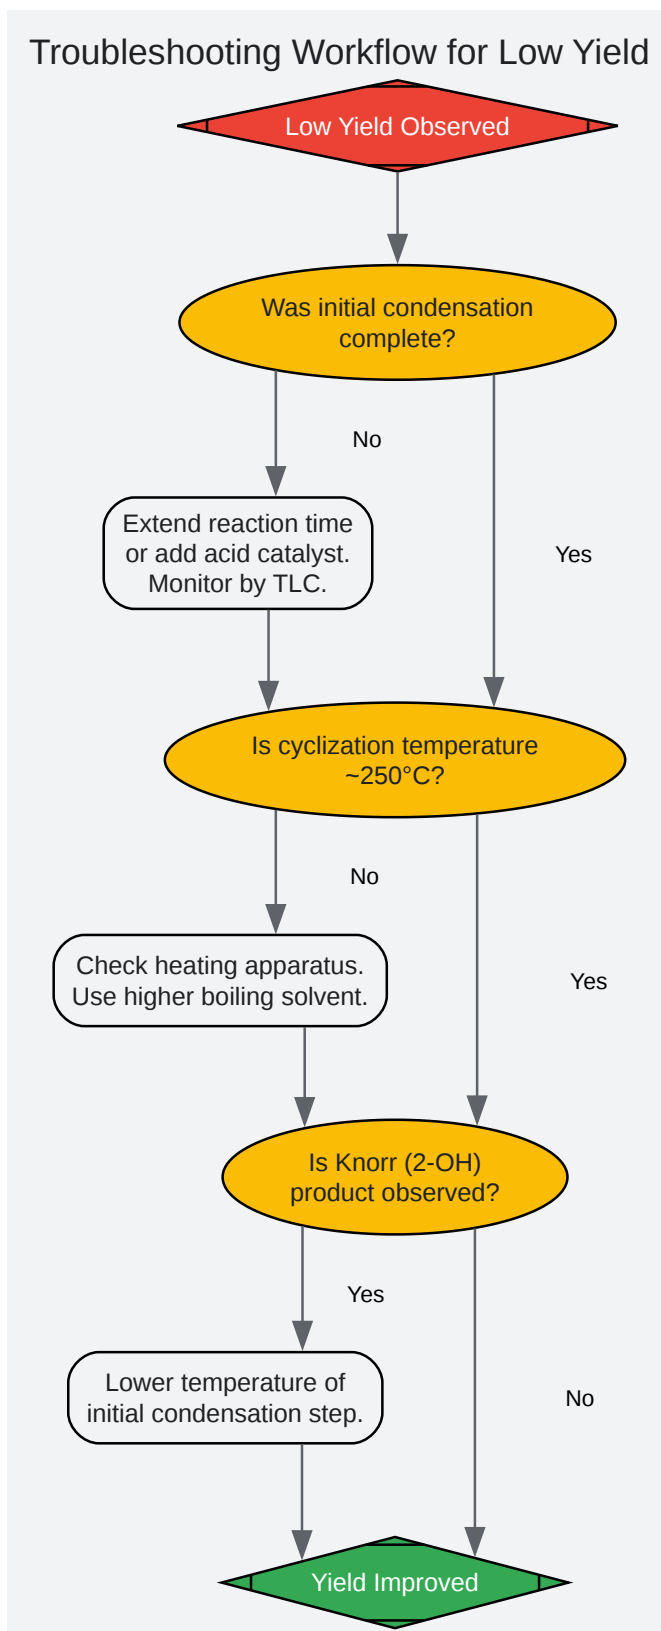 Troubleshooting Workflow for Low Yield
Low Yield Observed
Was initial condensation
complete?
No
Extend reaction time
or add acid catalyst.
Monitor by TLC.
Yes
Is cyclization temperature
~250°C?
No
Check heating apparatus.
Use higher boiling solvent.
Yes
Is Knorr (2-OH)
product observed?
Yes
Lower temperature of
initial condensation step.
No
Yield Improved